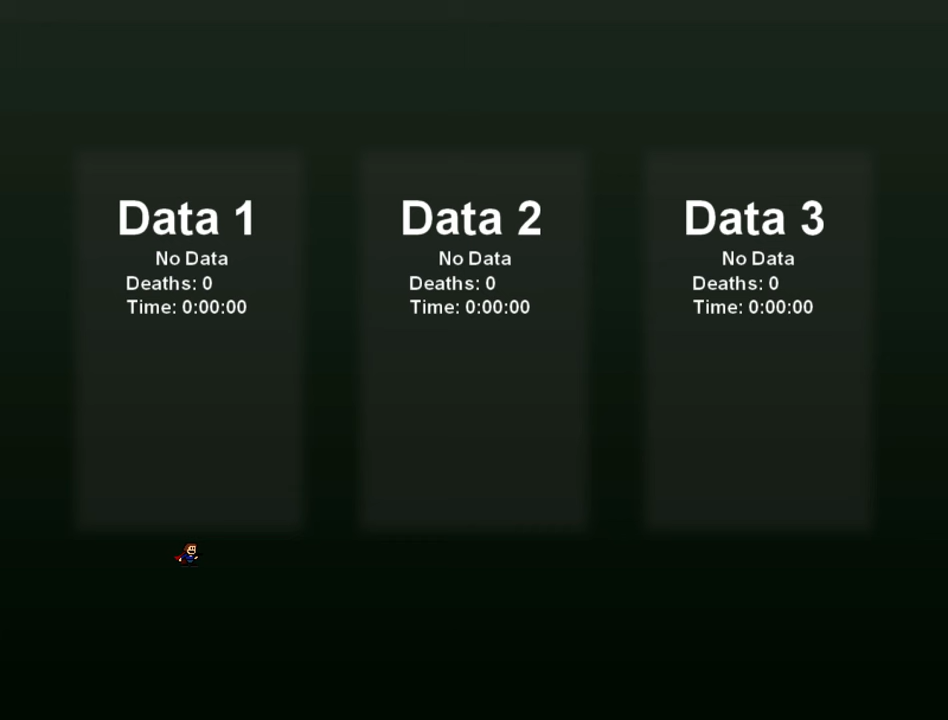 Data 1
No Data
Deaths: 0
Time: 0:00:00
Data 2
No Data
Deaths: 0
Time: 0:00:00
Data 3
No Data
Deaths: 0
Time: 0:00:00